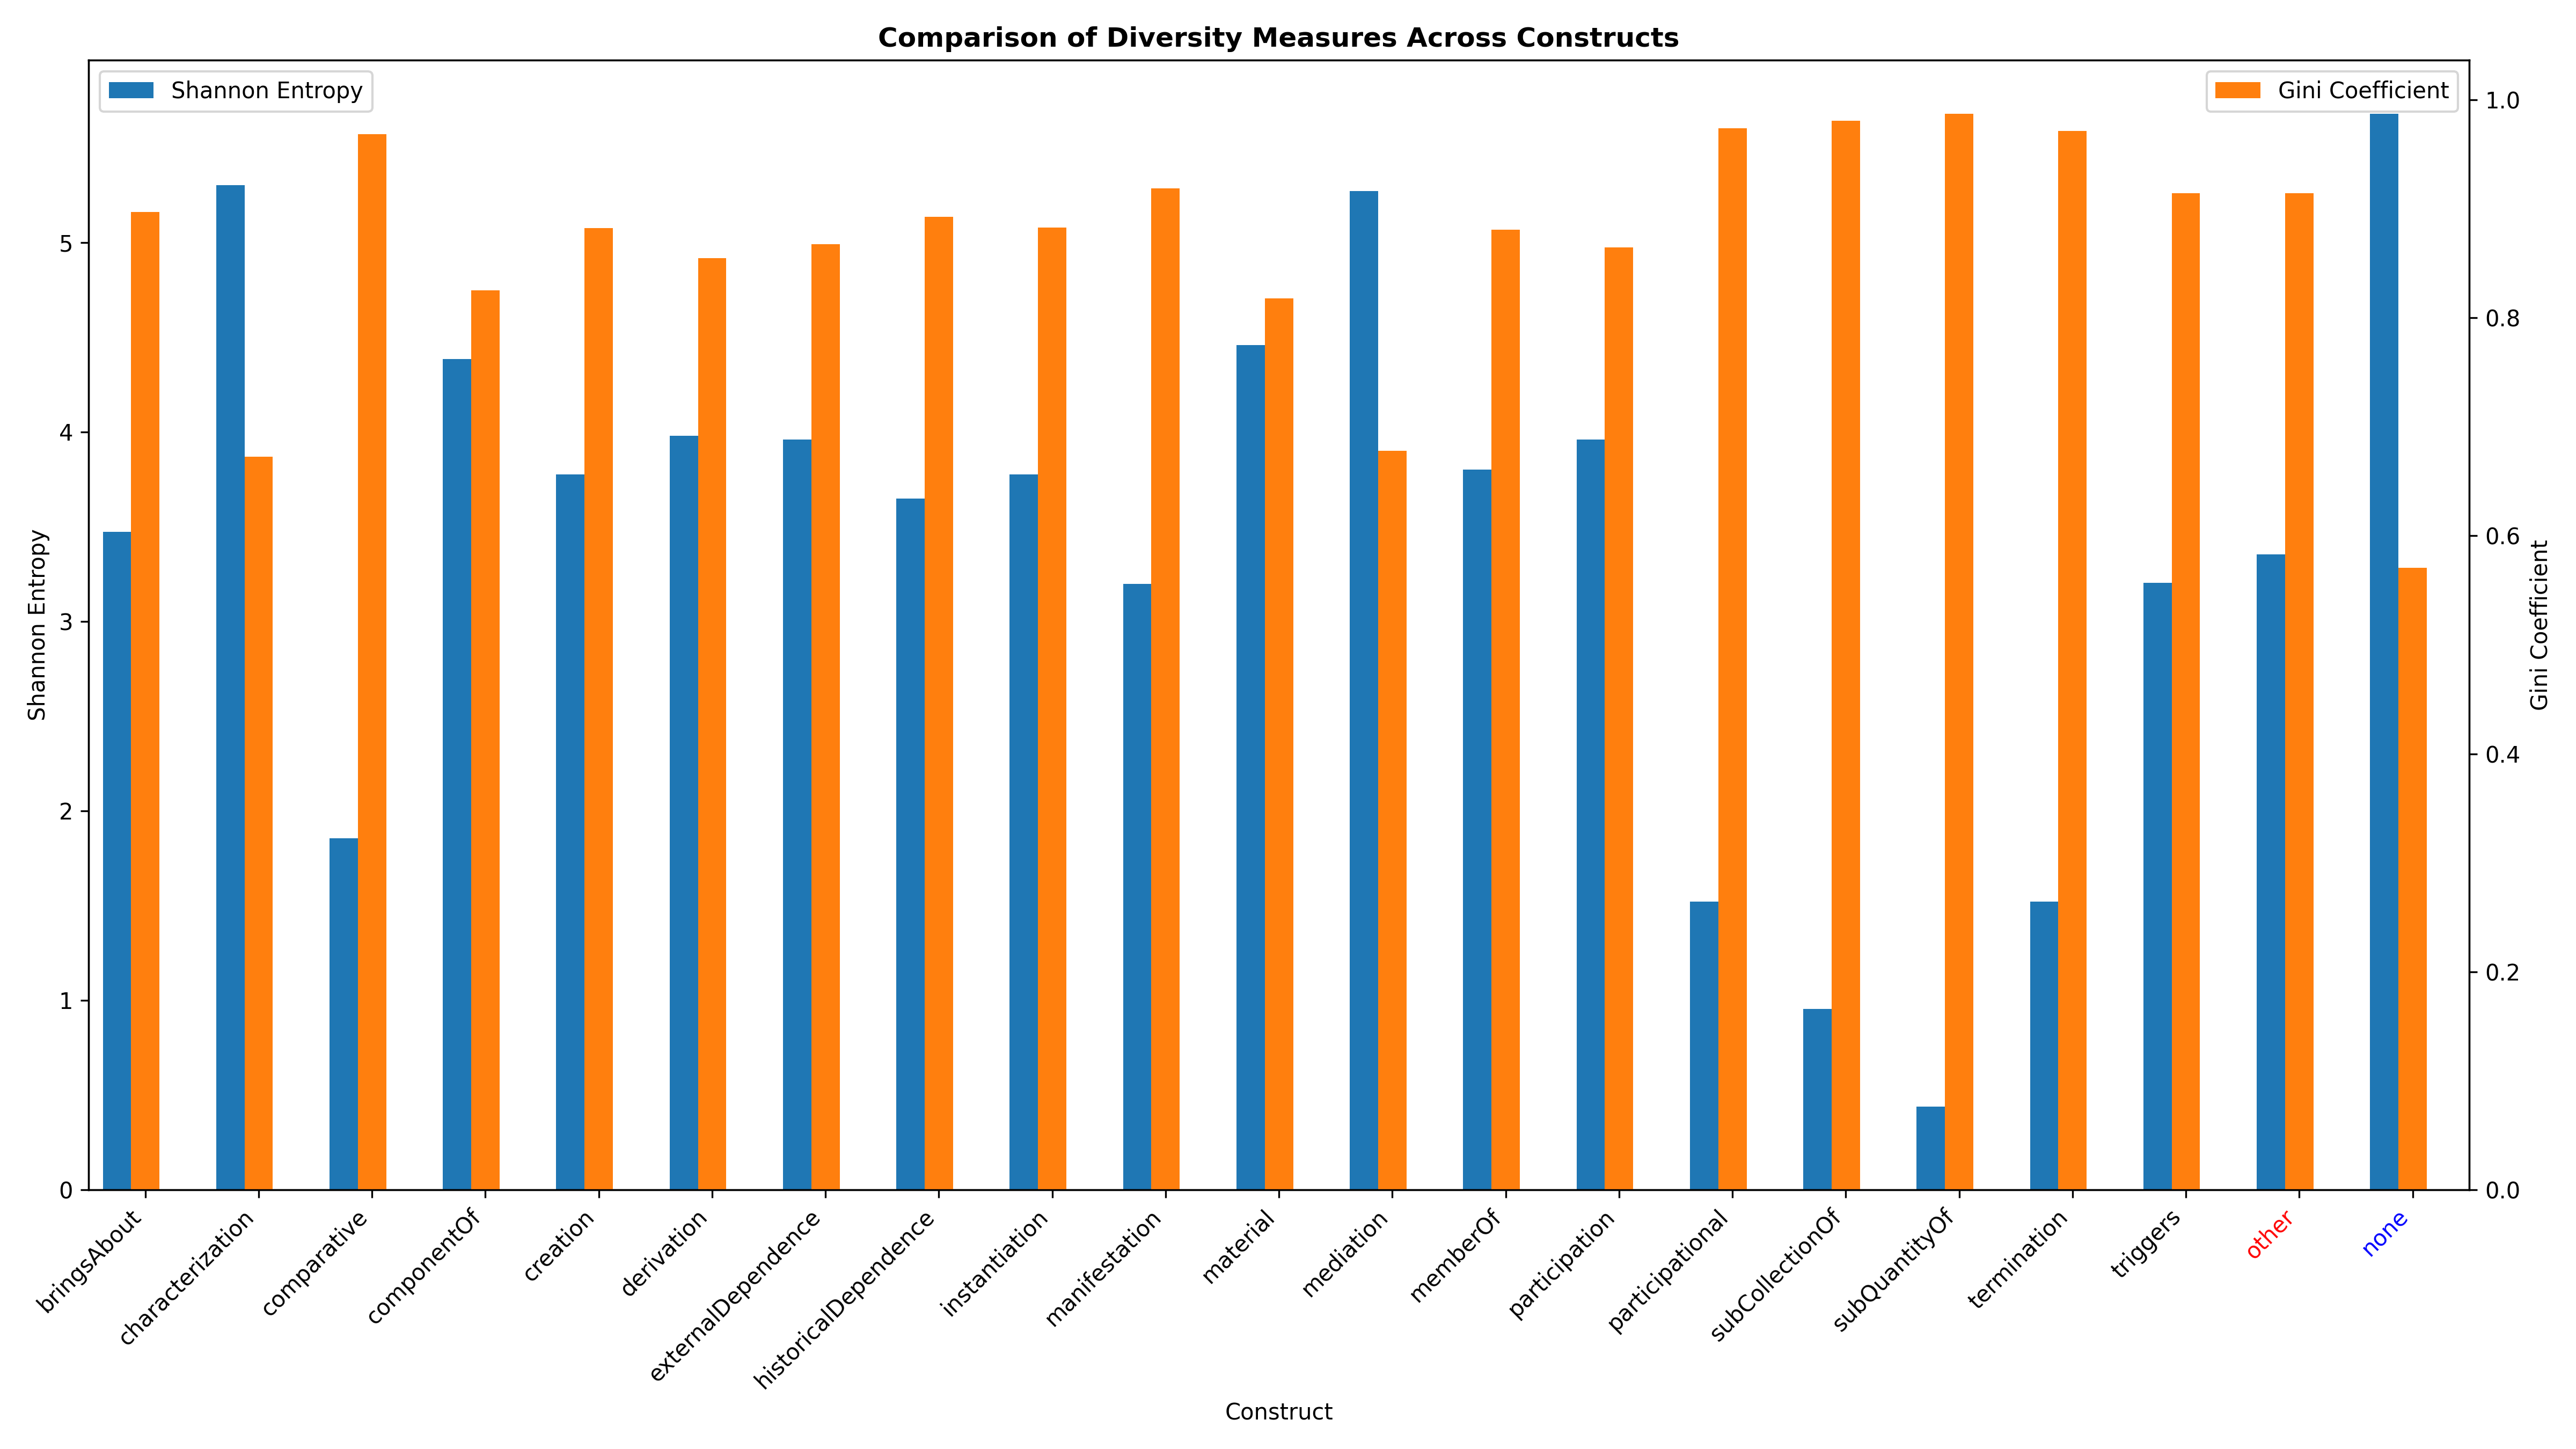 Comparison of Diversity Measures Across Constructs
Shannon Entropy
Gini Coefficient
Shannon Entropy
5
4
3
2
1
0
1.0
0.8
0.6
0.4
0.2
0.0
Gini Coefficient
bringsAbout
characterization
comparative
componentOf
creation
derivation
externalDependence
historicalDependence
instantiation
manifestation
material
mediation
memberOf
participation
participational
subCollectionOf
subQuantityOf
termination
triggers
other
none
Construct